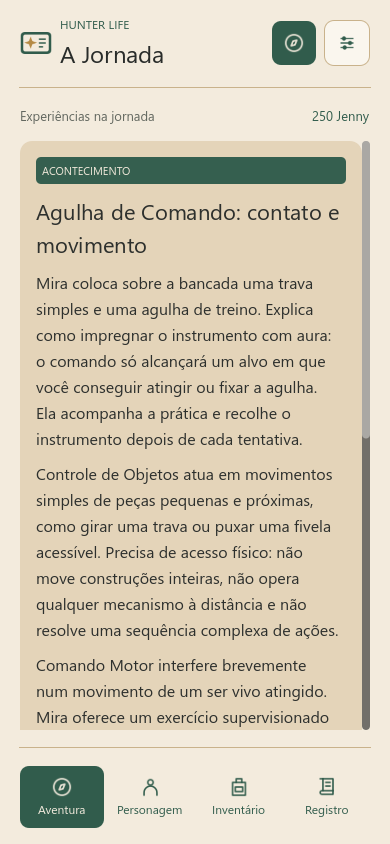 HUNTER LIFE
A Jornada
Experiências na jornada
250 Jenny
ACONTECIMENTO
Agulha de Comando: contato e
movimento
Mira coloca sobre a bancada uma trava
simples e uma agulha de treino. Explica
como impregnar o instrumento com aura:
o comando só alcançará um alvo em que
você conseguir atingir ou fixar a agulha.
Ela acompanha a prática e recolhe o
instrumento depois de cada tentativa.
Controle de Objetos atua em movimentos
simples de peças pequenas e próximas,
como girar uma trava ou puxar uma fivela
acessível. Precisa de acesso físico: não
move construções inteiras, não opera
qualquer mecanismo à distância e não
resolve uma sequência complexa de ações.
Comando Motor interfere brevemente
num movimento de um ser vivo atingido.
Mira oferece um exercício supervisionado
Aventura
Personagem
Inventário
Registro